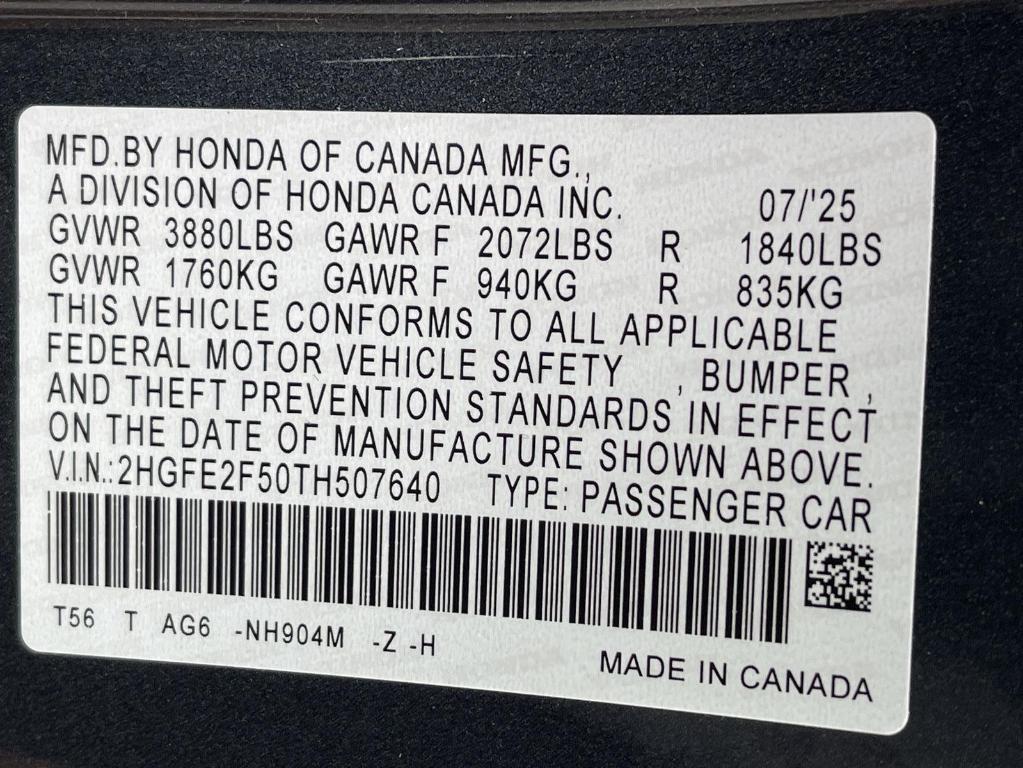 MFD.BY HONDA OF CANADA MFG.,
A DIVISION OF HONDA CANADA INC. 07/'25
GVWR 3880LBS GAWR F 2072LBS R 1840LBS
GVWR 1760KG GAWR F 940KG R 835KG
THIS VEHICLE CONFORMS TO ALL APPLICABLE
FEDERAL MOTOR VEHICLE SAFETY , BUMPER ,
AND THEFT PREVENTION STANDARDS IN EFFECT
ON THE DATE OF MANUFACTURE SHOWN ABOVE.
V.I.N.:2HGFE2F50TH507640 TYPE: PASSENGER CAR
T56 T AG6 -NH904M -Z -H
MADE IN CANADA